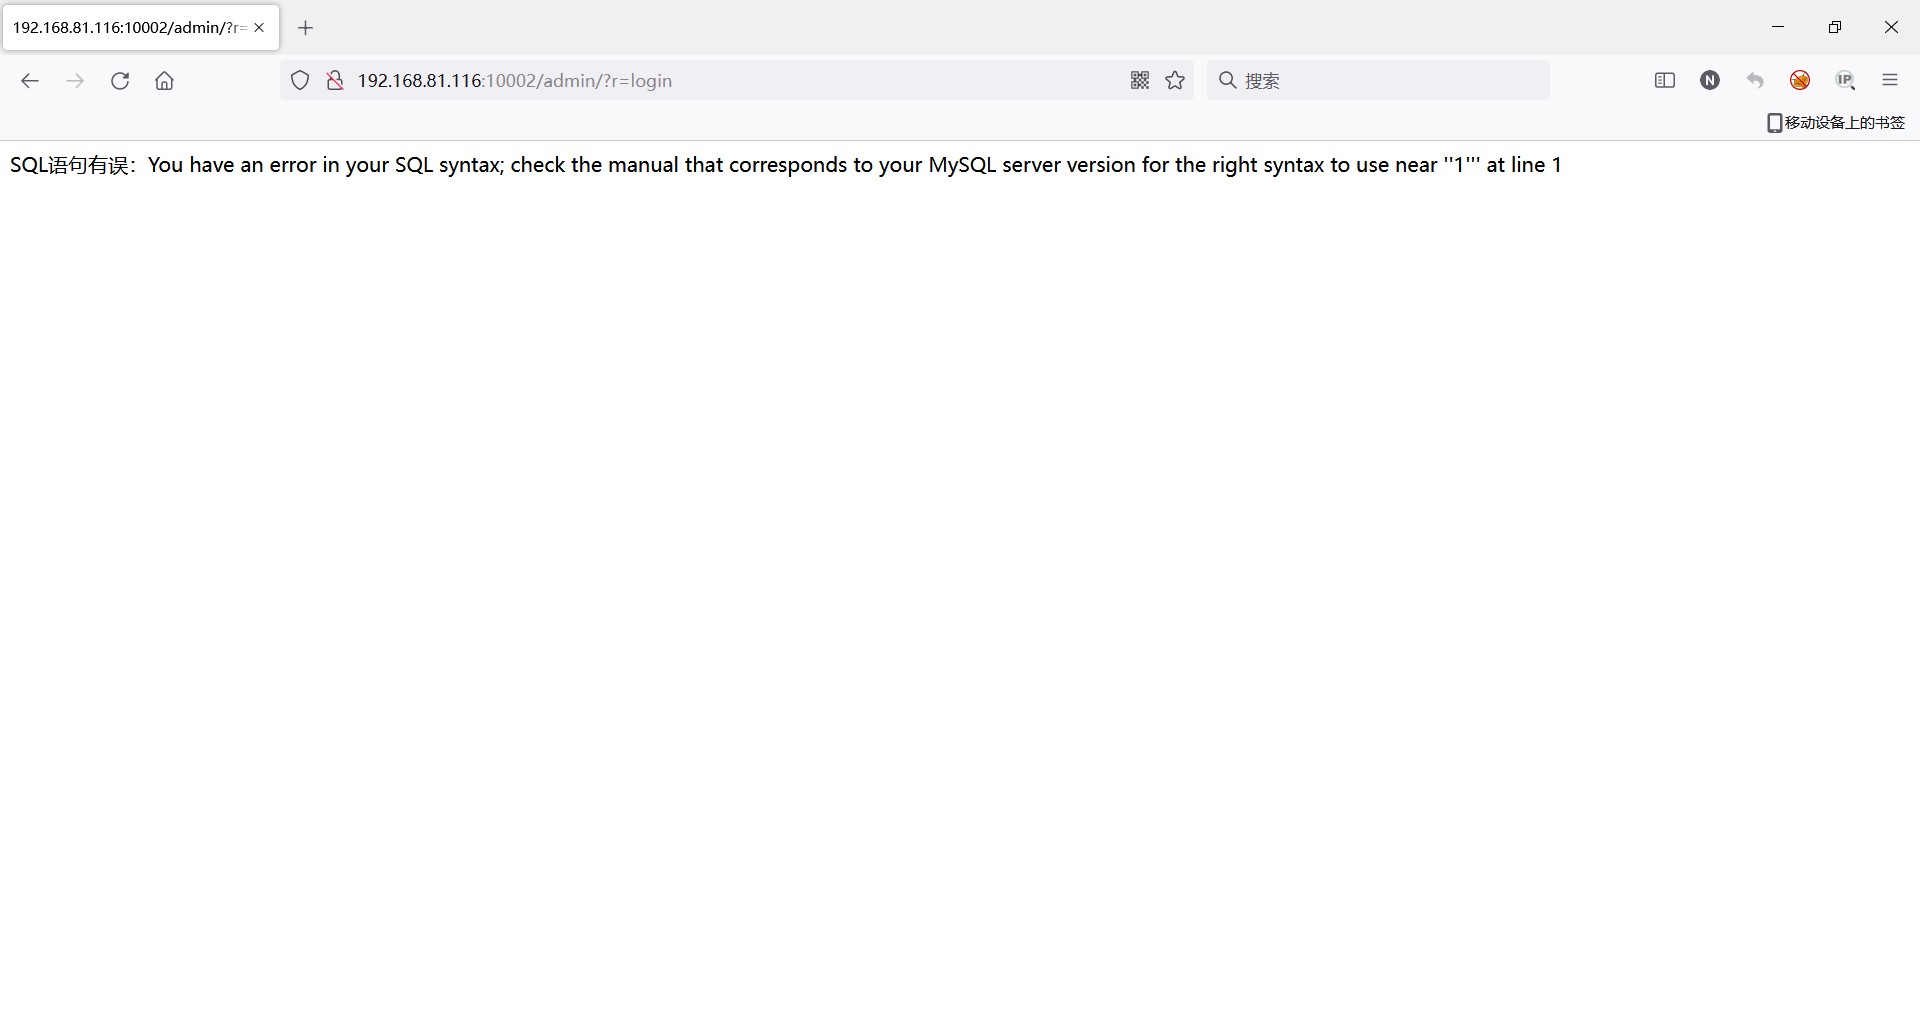 192.168.81.116:10002/admin/?r=
192.168.81.116:10002/admin/?r=login
搜索
N
IP
移动设备上的书签
SQL语句有误：You have an error in your SQL syntax; check the manual that corresponds to your MySQL server version for the right syntax to use near ''1''' at line 1